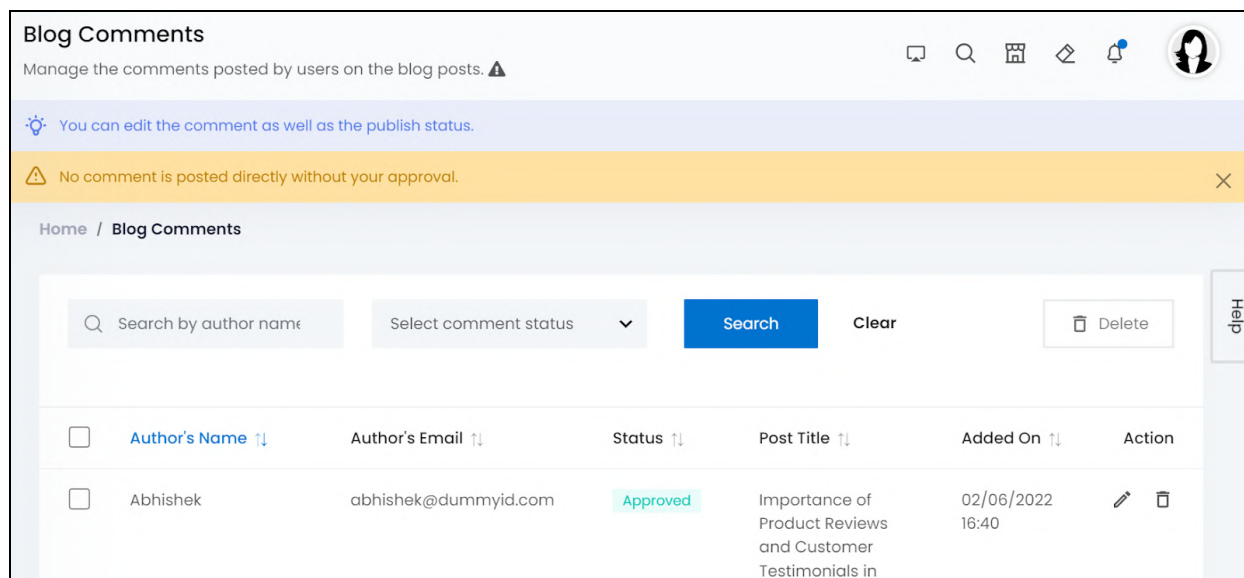 Blog Comments
Manage the comments posted by users on the blog posts.
You can edit the comment as well as the publish status.
No comment is posted directly without your approval.
Home / Blog Comments
Search by author name Select comment status Search Clear Delete
Help
Author's Name Author's Email Status Post Title Added On Action
Abhishek abhishek@dummyid.com Approved Importance of 02/06/2022
Product Reviews 16:40
and Customer
Testimonials in